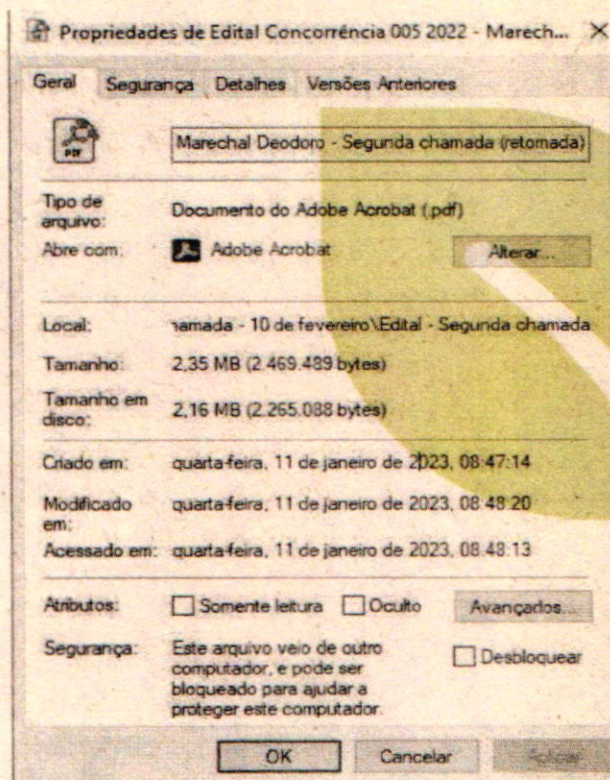 Propriedades de Edital Concorrência 005 2022 - Marech... ✕
Geral Segurança Detalhes Versões Anteriores
PDF
Marechal Deodoro - Segunda chamada (retomada)
Tipo de
arquivo: Documento do Adobe Acrobat (.pdf)
Abre com: Adobe Acrobat Alterar...
Local: namada - 10 de fevereiro\Edital - Segunda chamada
Tamanho: 2,35 MB (2.469.489 bytes)
Tamanho em
disco: 2,16 MB (2.265.088 bytes)
Criado em: quarta-feira, 11 de janeiro de 2023, 08:47:14
Modificado
em: quarta-feira, 11 de janeiro de 2023, 08:48:20
Acessado em: quarta-feira, 11 de janeiro de 2023, 08:48:13
Atributos: Somente leitura Oculto Avançados...
Segurança: Este arquivo veio de outro
computador, e pode ser
bloqueado para ajudar a
proteger este computador.
Desbloquear
OK Cancelar Aplicar